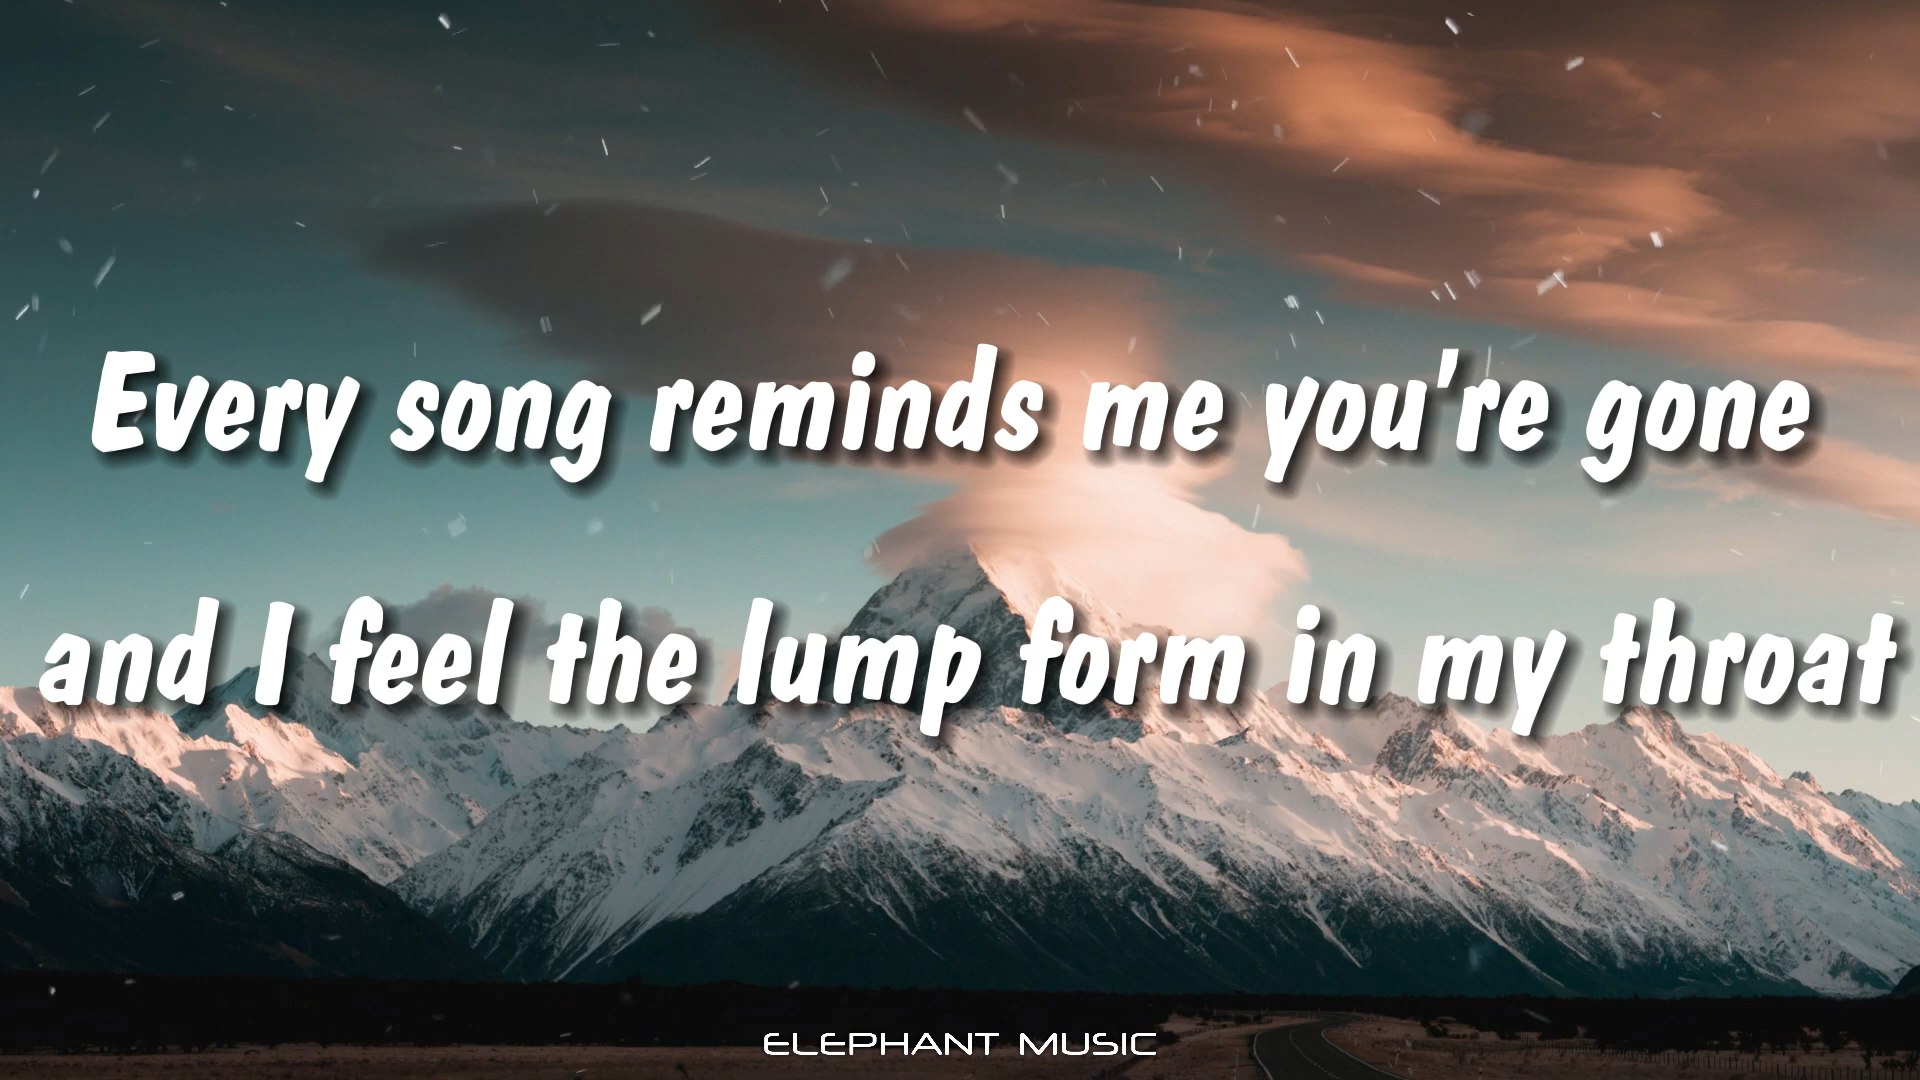 Every song reminds me you're gone
and I feel the lump form in my throat
ELEPHANT MUSIC